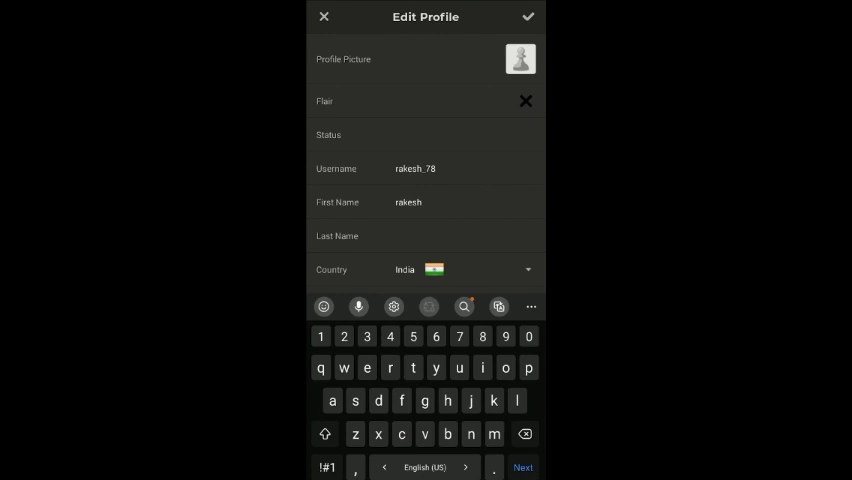 Edit Profile
Profile Picture
Flair
Status
Username rakesh_78
First Name rakesh
Last Name
Country India
1 2 3 4 5 6 7 8 9 0
q w e r t y u i o p
a s d f g h j k l
z x c v b n m
!#1 , < English (US) > . Next